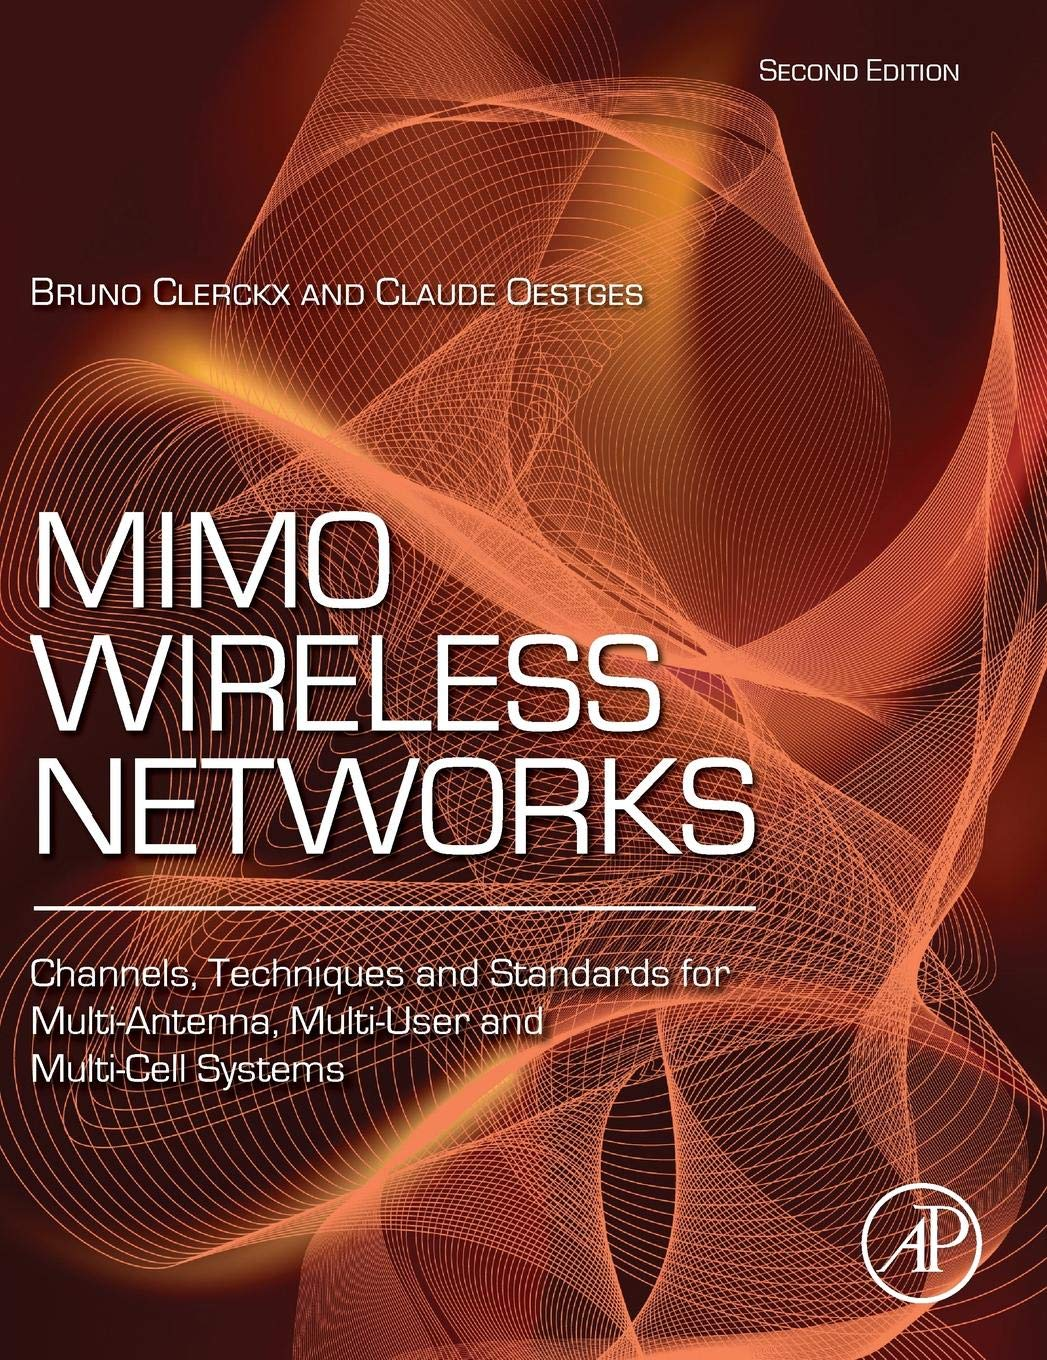 SECOND EDITION
BRUNO CLERCKX AND CLAUDE OESTGES
MIMO
WIRELESS
NETWORKS
Channels, Techniques and Standards for
Multi-Antenna, Multi-User and
Multi-Cell Systems
AP